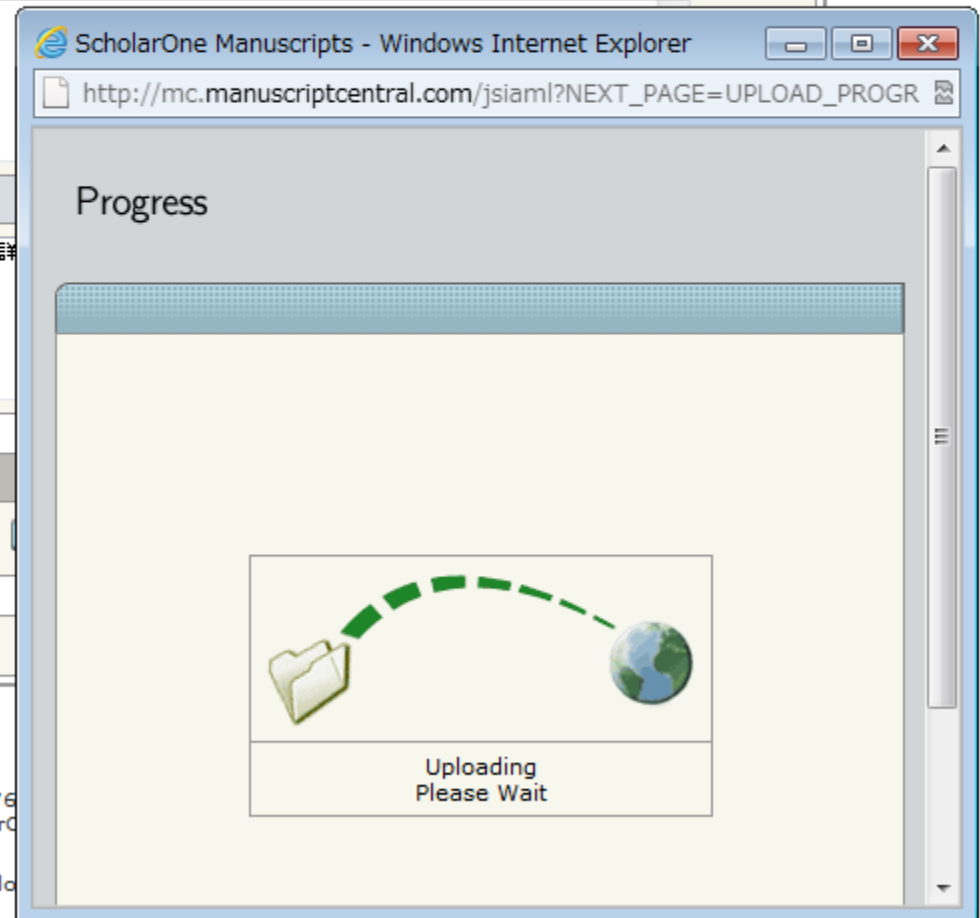 ScholarOne Manuscripts - Windows Internet Explorer
http://mc.manuscriptcentral.com/jsiaml?NEXT_PAGE=UPLOAD_PROGR
Progress
Uploading
Please Wait